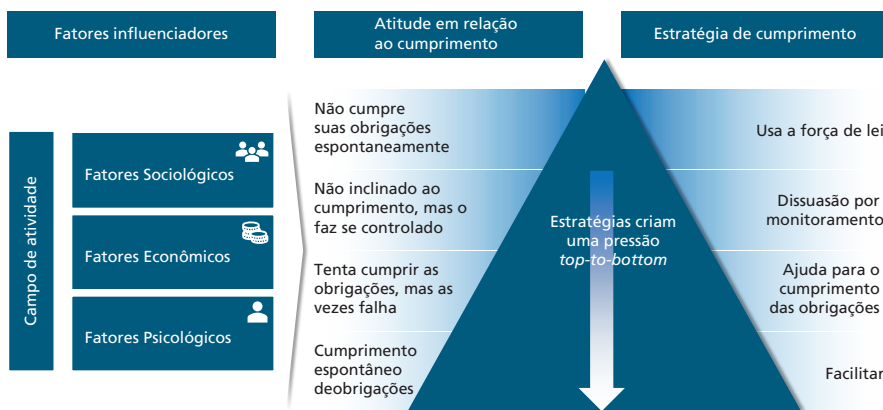 Fatores influenciadores
Atitude em relação
ao cumprimento
Estratégia de cumprimento
Campo de atividade
Fatores Sociológicos
Fatores Econômicos
Fatores Psicológicos
Não cumpre
suas obrigações
espontaneamente
Não inclinado ao
cumprimento, mas o
faz se controlado
Tenta cumprir as
obrigações, mas as
vezes falha
Cumprimento
espontâneo
deobrigações
Estratégias criam
uma pressão
top-to-bottom
Usa a força de lei
Dissuasão por
monitoramento
Ajuda para o
cumprimento
das obrigações
Facilitar